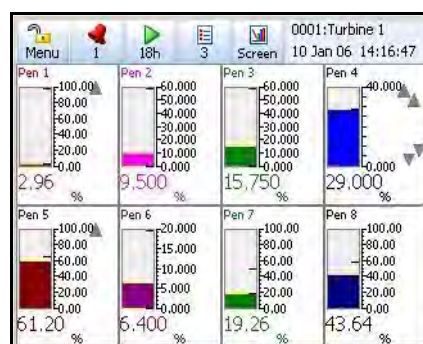 Menu 1 18h 3 Screen 0001:Turbine 1
10 Jan 06 14:16:47
Pen 1 Pen 2 Pen 3 Pen 4
100.00 60.000 60.000 40.000
80.00 50.000 50.000
60.00 40.000 40.000
40.00 30.000 30.000
20.00 20.000 20.000
0.00 10.000 10.000
0.000 0.000 0.000
2.96 9.500 15.750 29.000
% % % %
Pen 5 Pen 6 Pen 7 Pen 8
100.00 20.000 100.00 100.00
80.00 15.000 80.00 80.00
60.00 10.000 60.00 60.00
40.00 5.000 40.00 40.00
20.00 0.000 20.00 20.00
0.00 0.00 0.00
61.20 6.400 19.26 43.64
% % % %